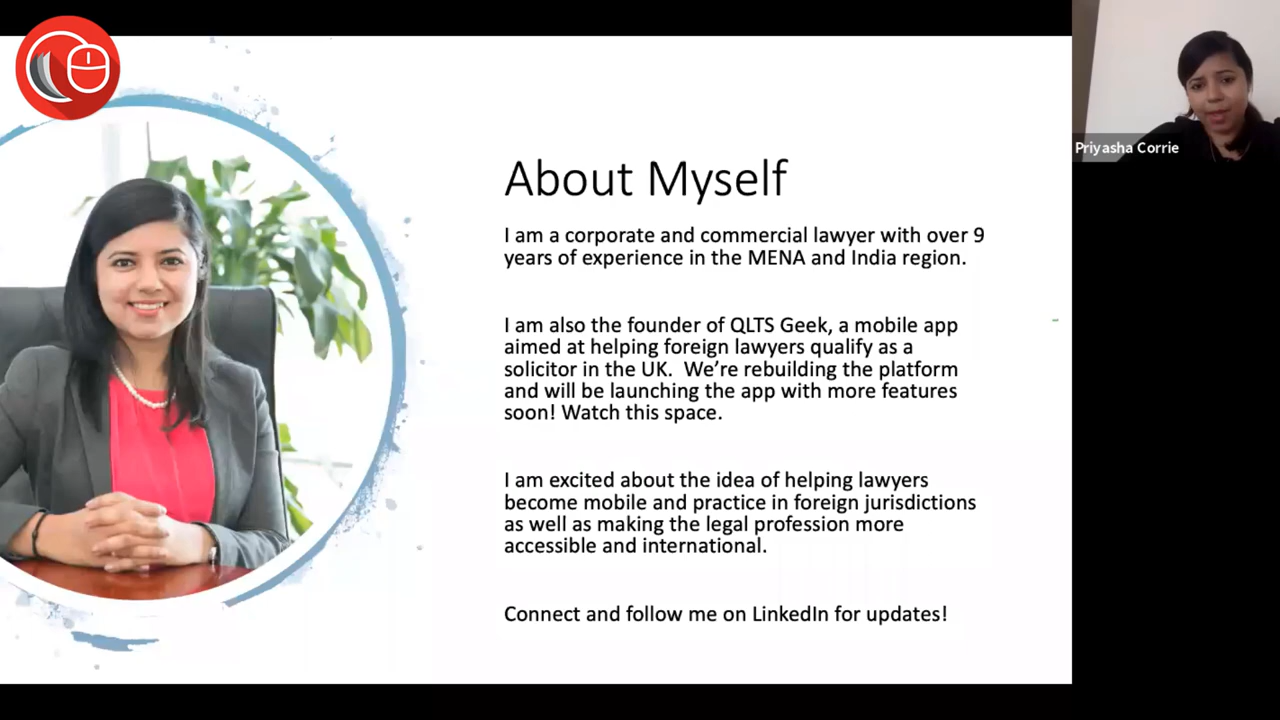 About Myself
I am a corporate and commercial lawyer with over 9
years of experience in the MENA and India region.
I am also the founder of QLTS Geek, a mobile app
aimed at helping foreign lawyers qualify as a
solicitor in the UK.  We’re rebuilding the platform
and will be launching the app with more features
soon! Watch this space.
I am excited about the idea of helping lawyers
become mobile and practice in foreign jurisdictions
as well as making the legal profession more
accessible and international.
Connect and follow me on LinkedIn for updates!
Priyasha Corrie